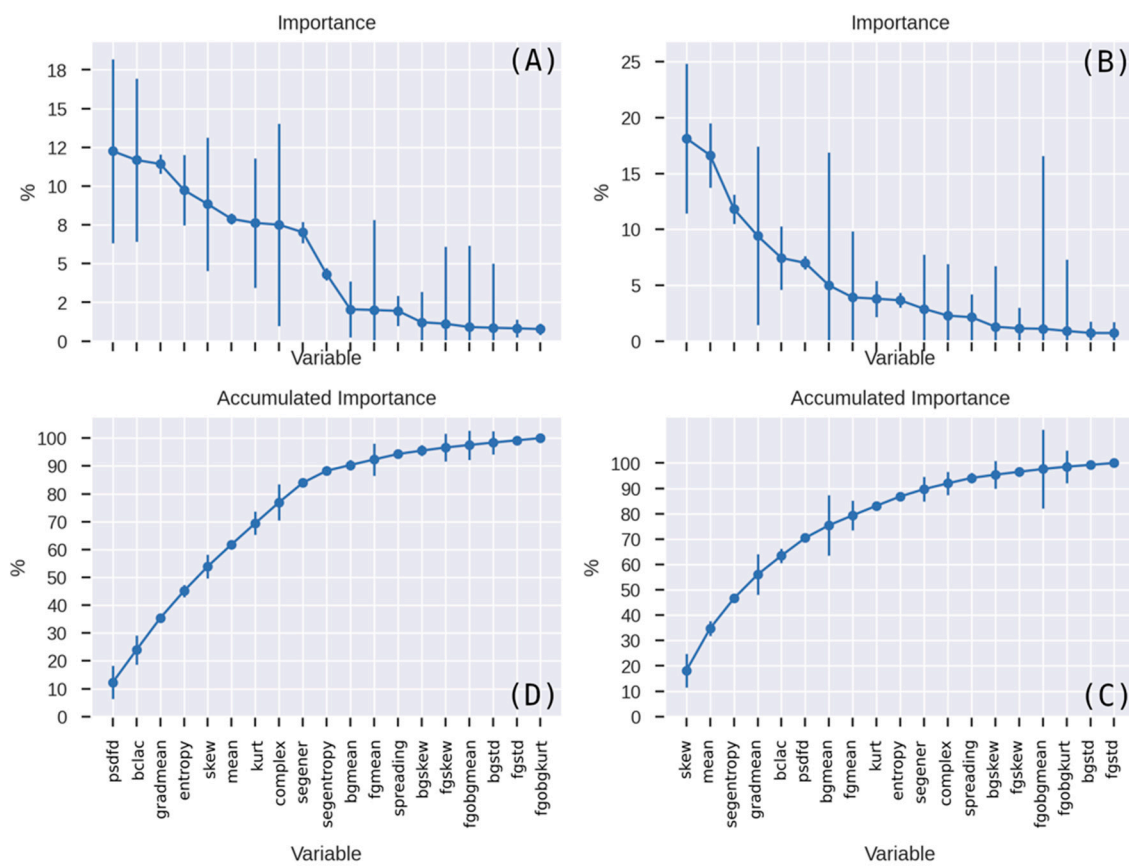 Importance
(A)
%
18
15
12
10
8
5
2
0
Variable
Importance
(B)
%
25
20
15
10
5
0
Variable
Accumulated Importance
(D)
%
100
90
80
70
60
50
40
30
20
10
0
psdfd
bclac
gradmean
entropy
skew
mean
kurt
complex
segener
segentropy
bgmean
fgmean
spreading
bgskew
fgskew
fgobgmean
bgstd
fgstd
fgobgkurt
Variable
Accumulated Importance
(C)
%
100
90
80
70
60
50
40
30
20
10
0
skew
mean
segentropy
gradmean
bclac
psdfd
bgmean
fgmean
kurt
entropy
segener
complex
spreading
bgskew
fgskew
fgobgmean
fgobgkurt
bgstd
fgstd
Variable